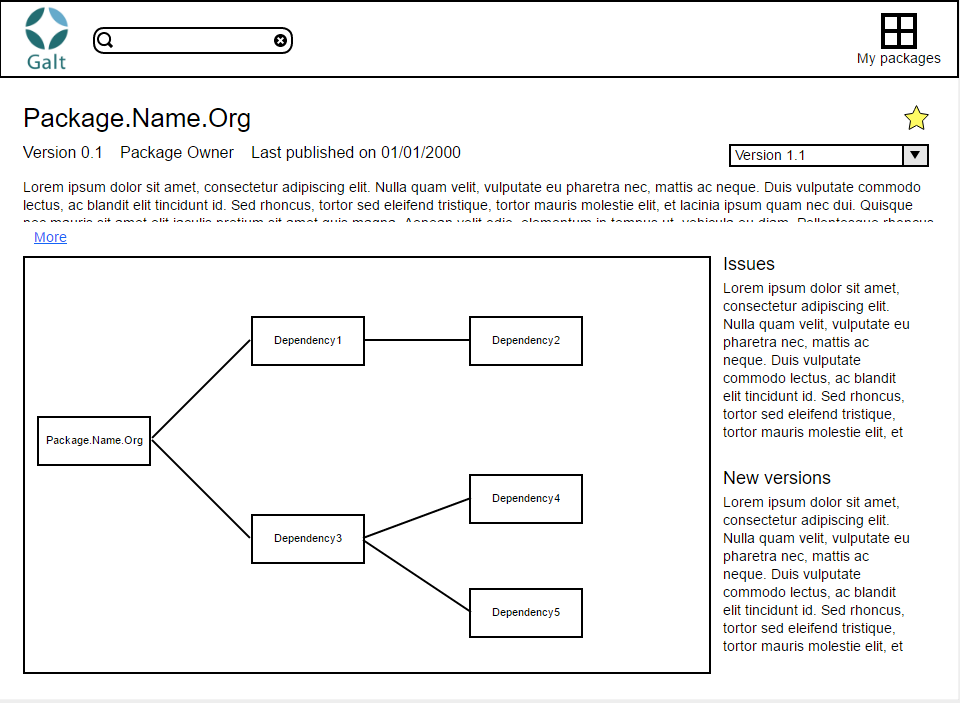 Galt
My packages
Package.Name.Org
Version 0.1 Package Owner Last published on 01/01/2000
Version 1.1
Lorem ipsum dolor sit amet, consectetur adipiscing elit. Nulla quam velit, vulputate eu pharetra nec, mattis ac neque. Duis vulputate commodo
lectus, ac blandit elit tincidunt id. Sed rhoncus, tortor sed eleifend tristique, tortor mauris molestie elit, et lacinia ipsum quam nec dui. Quisque
nec mauris sit amet elit iaculis pretium sit amet quis magna. Aenean velit odio, elementum in tempus ut, vehicula eu diam. Pellentesque rhoncus
More
Package.Name.Org
Dependency1
Dependency2
Dependency3
Dependency4
Dependency5
Issues
Lorem ipsum dolor sit amet,
consectetur adipiscing elit.
Nulla quam velit, vulputate eu
pharetra nec, mattis ac
neque. Duis vulputate
commodo lectus, ac blandit
elit tincidunt id. Sed rhoncus,
tortor sed eleifend tristique,
tortor mauris molestie elit, et
New versions
Lorem ipsum dolor sit amet,
consectetur adipiscing elit.
Nulla quam velit, vulputate eu
pharetra nec, mattis ac
neque. Duis vulputate
commodo lectus, ac blandit
elit tincidunt id. Sed rhoncus,
tortor sed eleifend tristique,
tortor mauris molestie elit, et